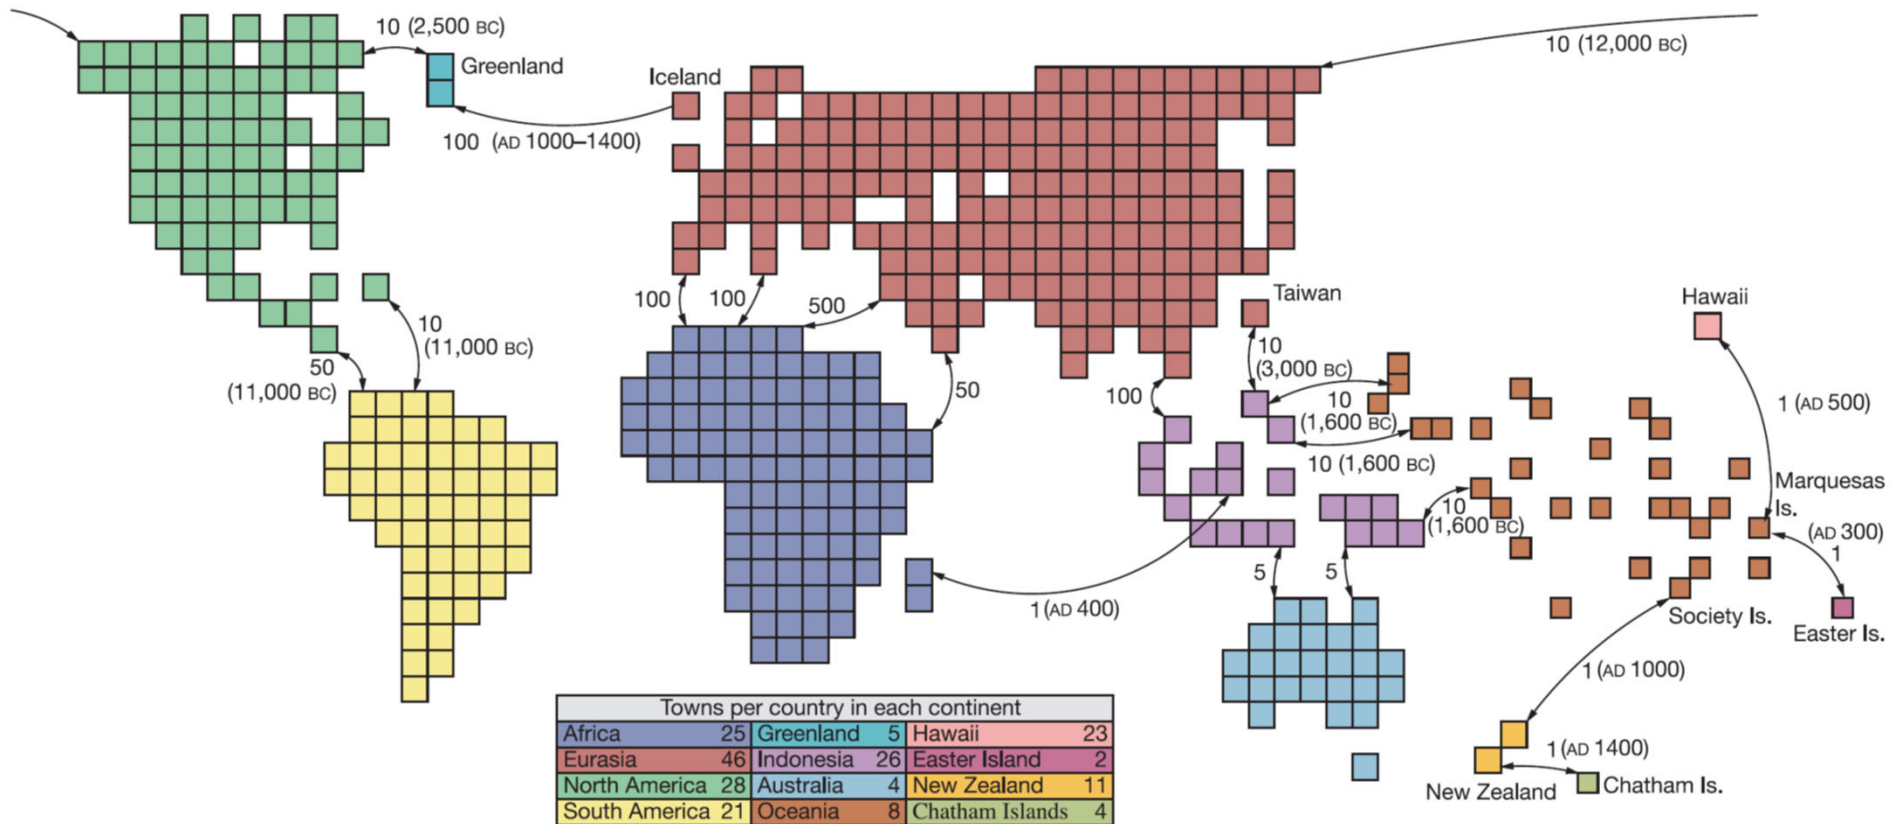 10 (2,500 BC)
Greenland
Iceland
10 (12,000 BC)
100 (AD 1000–1400)
Taiwan
Hawaii
100
100
500
10
(11,000 BC)
10
(3,000 BC)
50
(11,000 BC)
50
100
10
(1,600 BC)
1 (AD 500)
10 (1,600 BC)
Marquesas
Is.
10
(1,600 BC)
(AD 300)
1
5
5
1 (AD 400)
Society Is.
Easter Is.
1 (AD 1000)
Towns per country in each continent
Africa 25 Greenland 5 Hawaii 23
Eurasia 46 Indonesia 26 Easter Island 2
North America 28 Australia 4 New Zealand 11
South America 21 Oceania 8 Chatham Islands 4
1 (AD 1400)
New Zealand
Chatham Is.